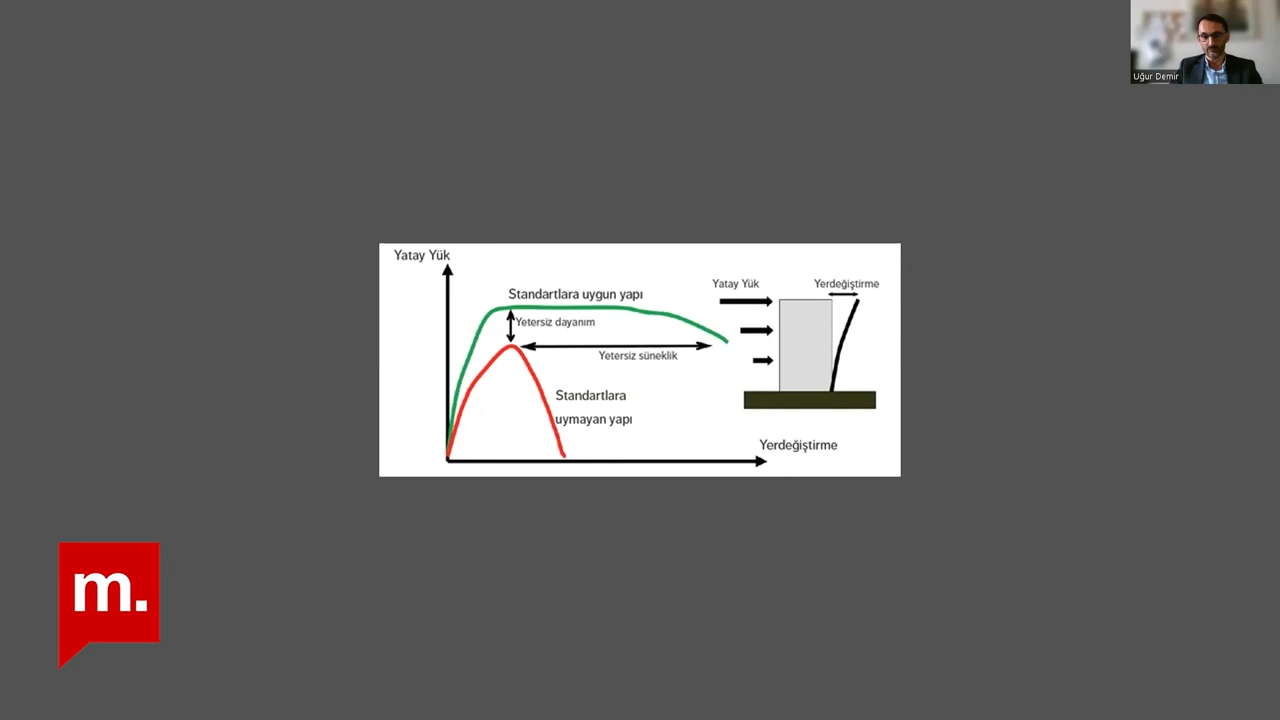 Uğur Demir
Yatay Yük
Standartlara uygun yapı
Yetersiz dayanım
Yetersiz süneklik
Standartlara
uymayan yapı
Yerdeğiştirme
Yatay Yük
Yerdeğiştirme
m.